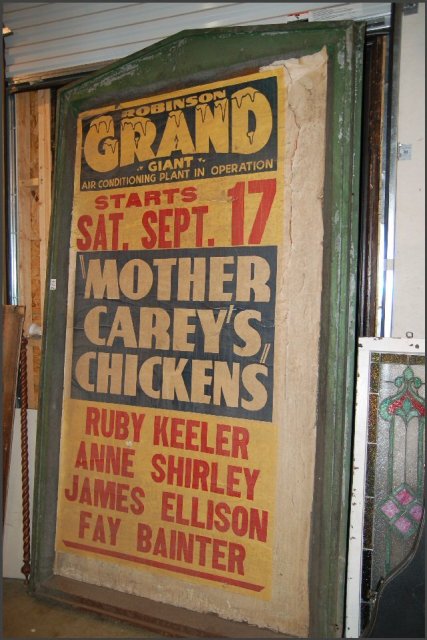 ROBINSON
GRAND
GIANT
AIR CONDITIONING PLANT IN OPERATION
STARTS
SAT. SEPT. 17
"MOTHER
CAREY'S
CHICKENS"
RUBY KEELER
ANNE SHIRLEY
JAMES ELLISON
FAY BAINTER